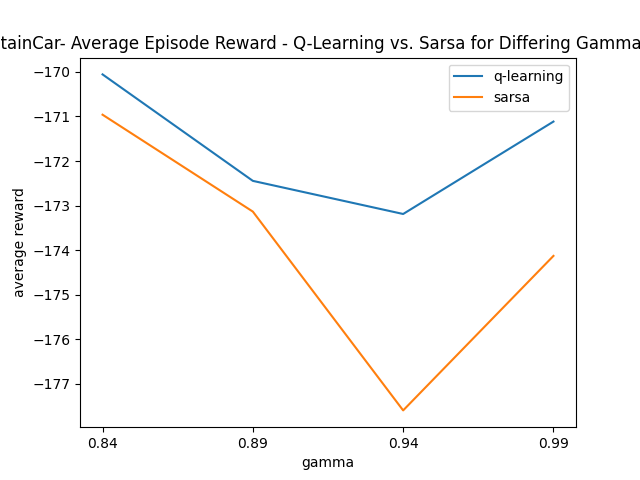 tainCar- Average Episode Reward - Q-Learning vs. Sarsa for Differing Gamma
q-learning
sarsa
−170
−171
−172
−173
−174
−175
−176
−177
average reward
0.84 0.89 0.94 0.99
gamma